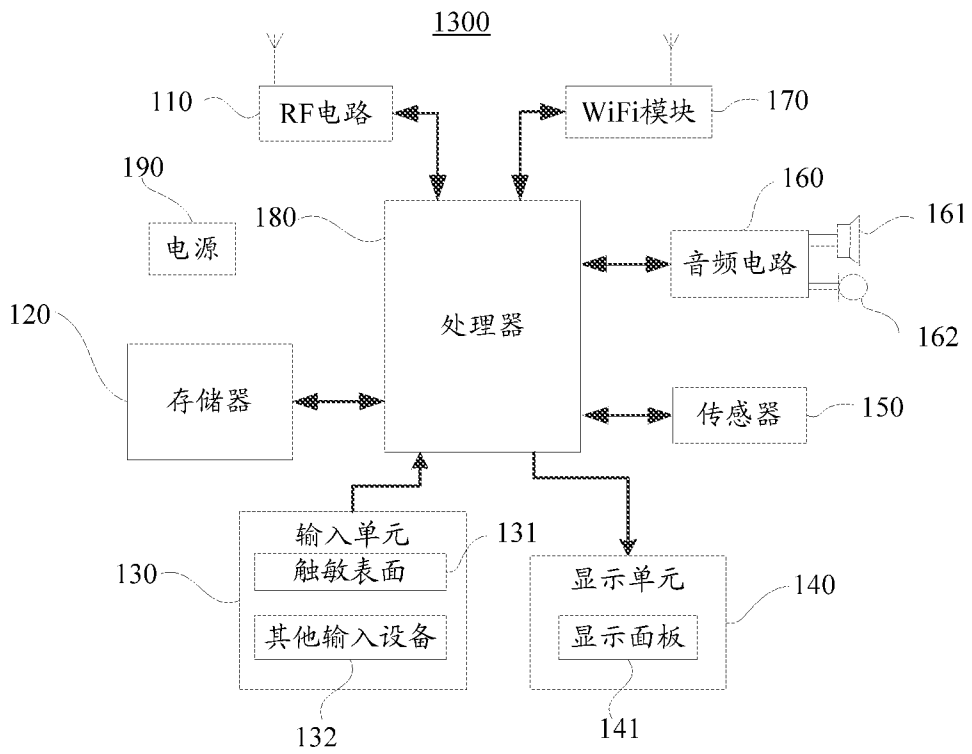 1300
110
RF电路
WiFi模块
170
190
电源
180
处理器
160
音频电路
161
162
120
存储器
传感器
150
输入单元
触敏表面
131
130
其他输入设备
132
显示单元
140
显示面板
141